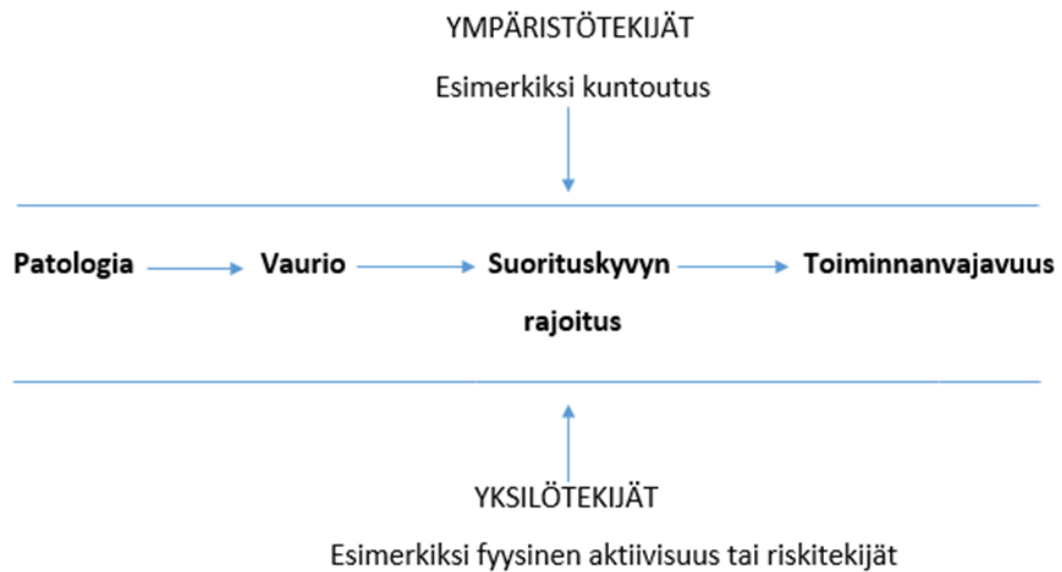 YMPÄRISTÖTEKIJÄT
Esimerkiksi kuntoutus
Patologia Vaurio Suorituskyvyn Toiminnanvajavuus
rajoitus
YKSILÖTEKIJÄT
Esimerkiksi fyysinen aktiivisuus tai riskitekijät